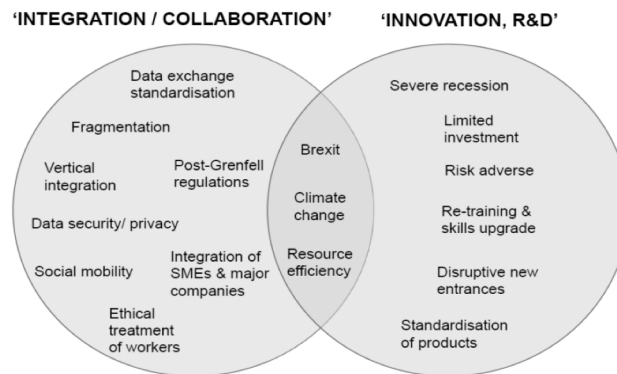 ‘INTEGRATION / COLLABORATION’
‘INNOVATION, R&D’
Data exchange
standardisation
Fragmentation
Vertical
integration
Post-Grenfell
regulations
Data security/ privacy
Social mobility
Integration of
SMEs & major
companies
Ethical
treatment
of workers
Brexit
Climate
change
Resource
efficiency
Severe recession
Limited
investment
Risk adverse
Re-training &
skills upgrade
Disruptive new
entrances
Standardisation
of products